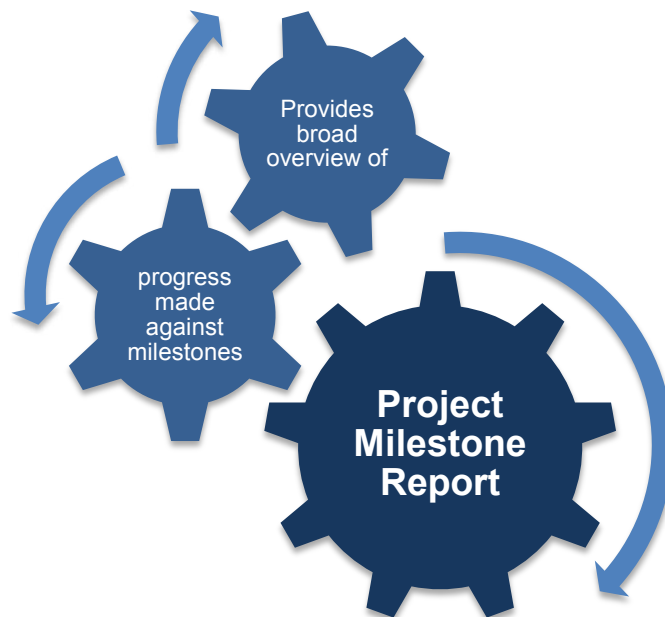 Provides
broad
overview of
progress
made
against
milestones
Project
Milestone
Report